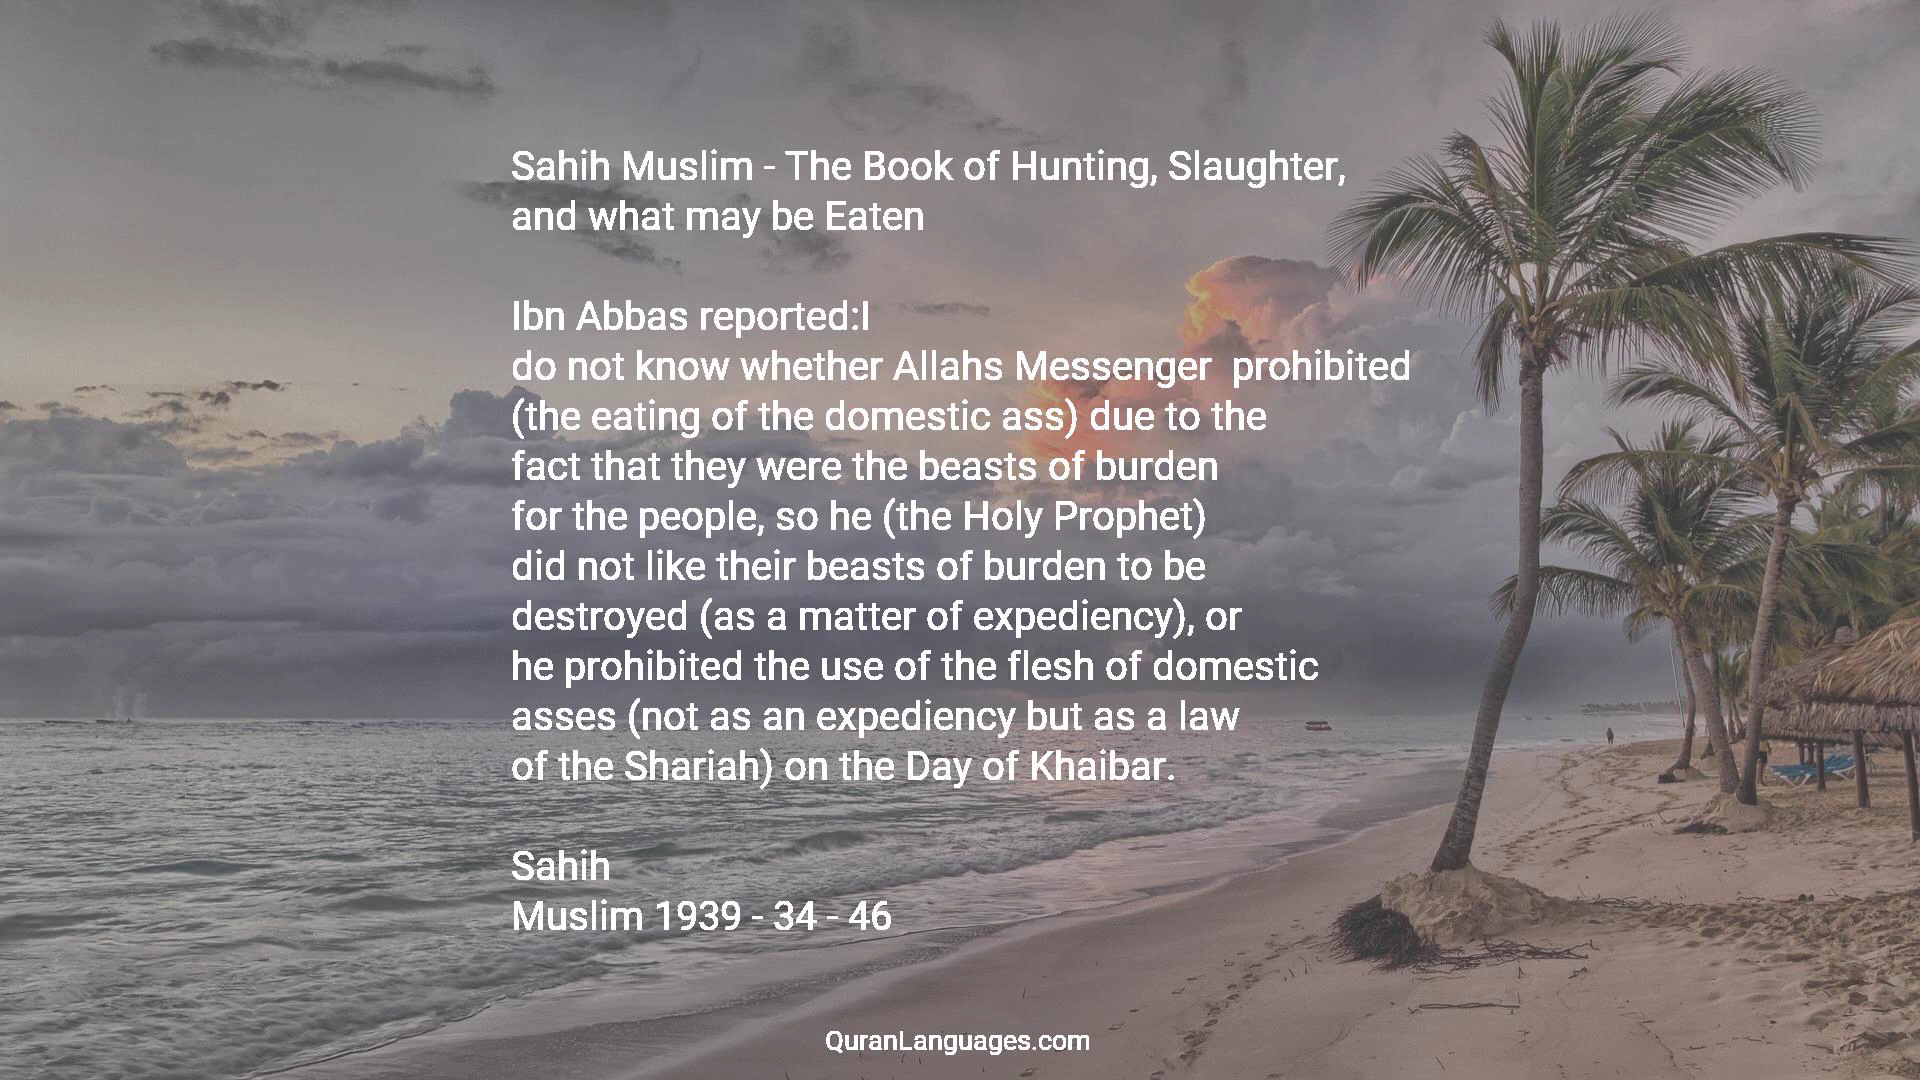 Sahih Muslim - The Book of Hunting, Slaughter,
and what may be Eaten
Ibn Abbas reported:I
do not know whether Allahs Messenger  prohibited
(the eating of the domestic ass) due to the
fact that they were the beasts of burden
for the people, so he (the Holy Prophet)
did not like their beasts of burden to be
destroyed (as a matter of expediency), or
he prohibited the use of the flesh of domestic
asses (not as an expediency but as a law
of the Shariah) on the Day of Khaibar.
Sahih
Muslim 1939 - 34 - 46
QuranLanguages.com